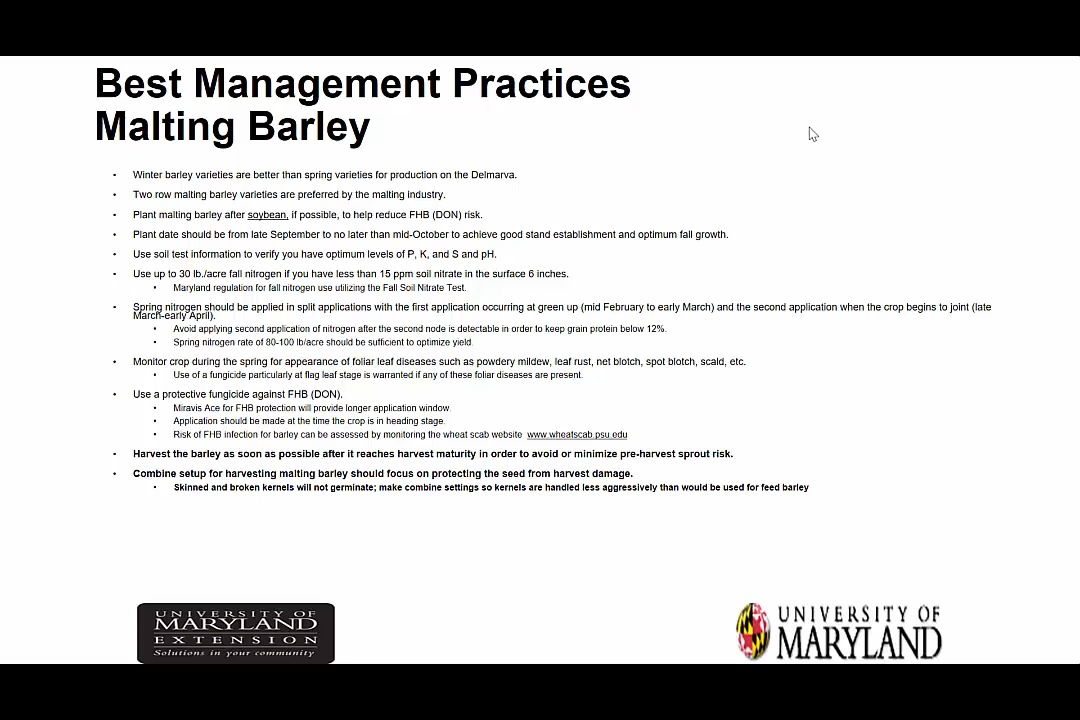 Best Management Practices
Malting Barley
• Winter barley varieties are better than spring varieties for production on the Delmarva.
• Two row malting barley varieties are preferred by the malting industry.
• Plant malting barley after soybean, if possible, to help reduce FHB (DON) risk.
• Plant date should be from late September to no later than mid-October to achieve good stand establishment and optimum fall growth.
• Use soil test information to verify you have optimum levels of P, K, and S and pH.
• Use up to 30 lb./acre fall nitrogen if you have less than 15 ppm soil nitrate in the surface 6 inches.
• Maryland regulation for fall nitrogen use utilizing the Fall Soil Nitrate Test.
• Spring nitrogen should be applied in split applications with the first application occurring at green up (mid February to early March) and the second application when the crop begins to joint (late
March-early April).
• Avoid applying second application of nitrogen after the second node is detectable in order to keep grain protein below 12%.
• Spring nitrogen rate of 80-100 lb/acre should be sufficient to optimize yield.
• Monitor crop during the spring for appearance of foliar leaf diseases such as powdery mildew, leaf rust, net blotch, spot blotch, scald, etc.
• Use of a fungicide particularly at flag leaf stage is warranted if any of these foliar diseases are present.
• Use a protective fungicide against FHB (DON).
• Miravis Ace for FHB protection will provide longer application window.
• Application should be made at the time the crop is in heading stage.
• Risk of FHB infection for barley can be assessed by monitoring the wheat scab website www.wheatscab.psu.edu
• Harvest the barley as soon as possible after it reaches harvest maturity in order to avoid or minimize pre-harvest sprout risk.
• Combine setup for harvesting malting barley should focus on protecting the seed from harvest damage.
• Skinned and broken kernels will not germinate; make combine settings so kernels are handled less aggressively than would be used for feed barley
UNIVERSITY OF
MARYLAND
EXTENSION
Solutions in your community
UNIVERSITY OF
MARYLAND